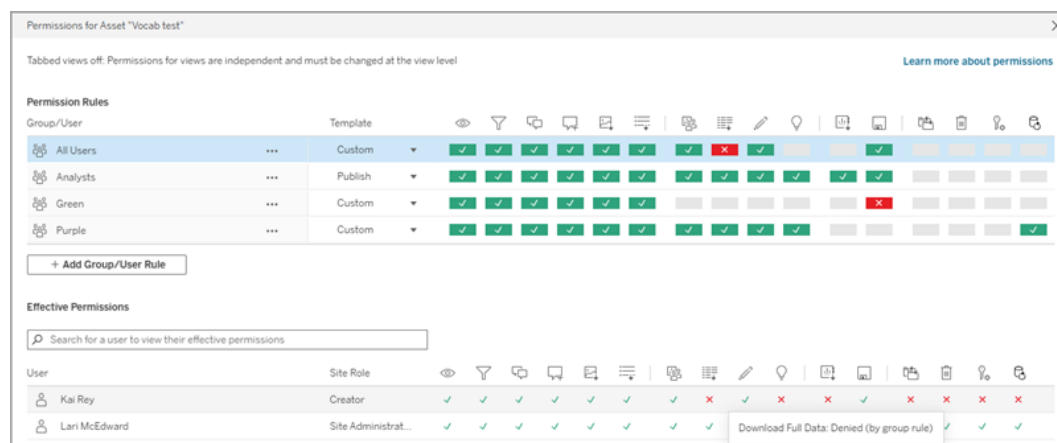 Permissions for Asset "Vocab test"
Tabbed views off: Permissions for views are independent and must be changed at the view level
Learn more about permissions
Permission Rules
Group/User Template
All Users ••• Custom
Analysts ••• Publish
Green ••• Custom
Purple ••• Custom
+ Add Group/User Rule
Effective Permissions
Search for a user to view their effective permissions
User Site Role
Kai Rey Creator
Lari McEdward Site Administrat...
Download Full Data: Denied (by group rule)